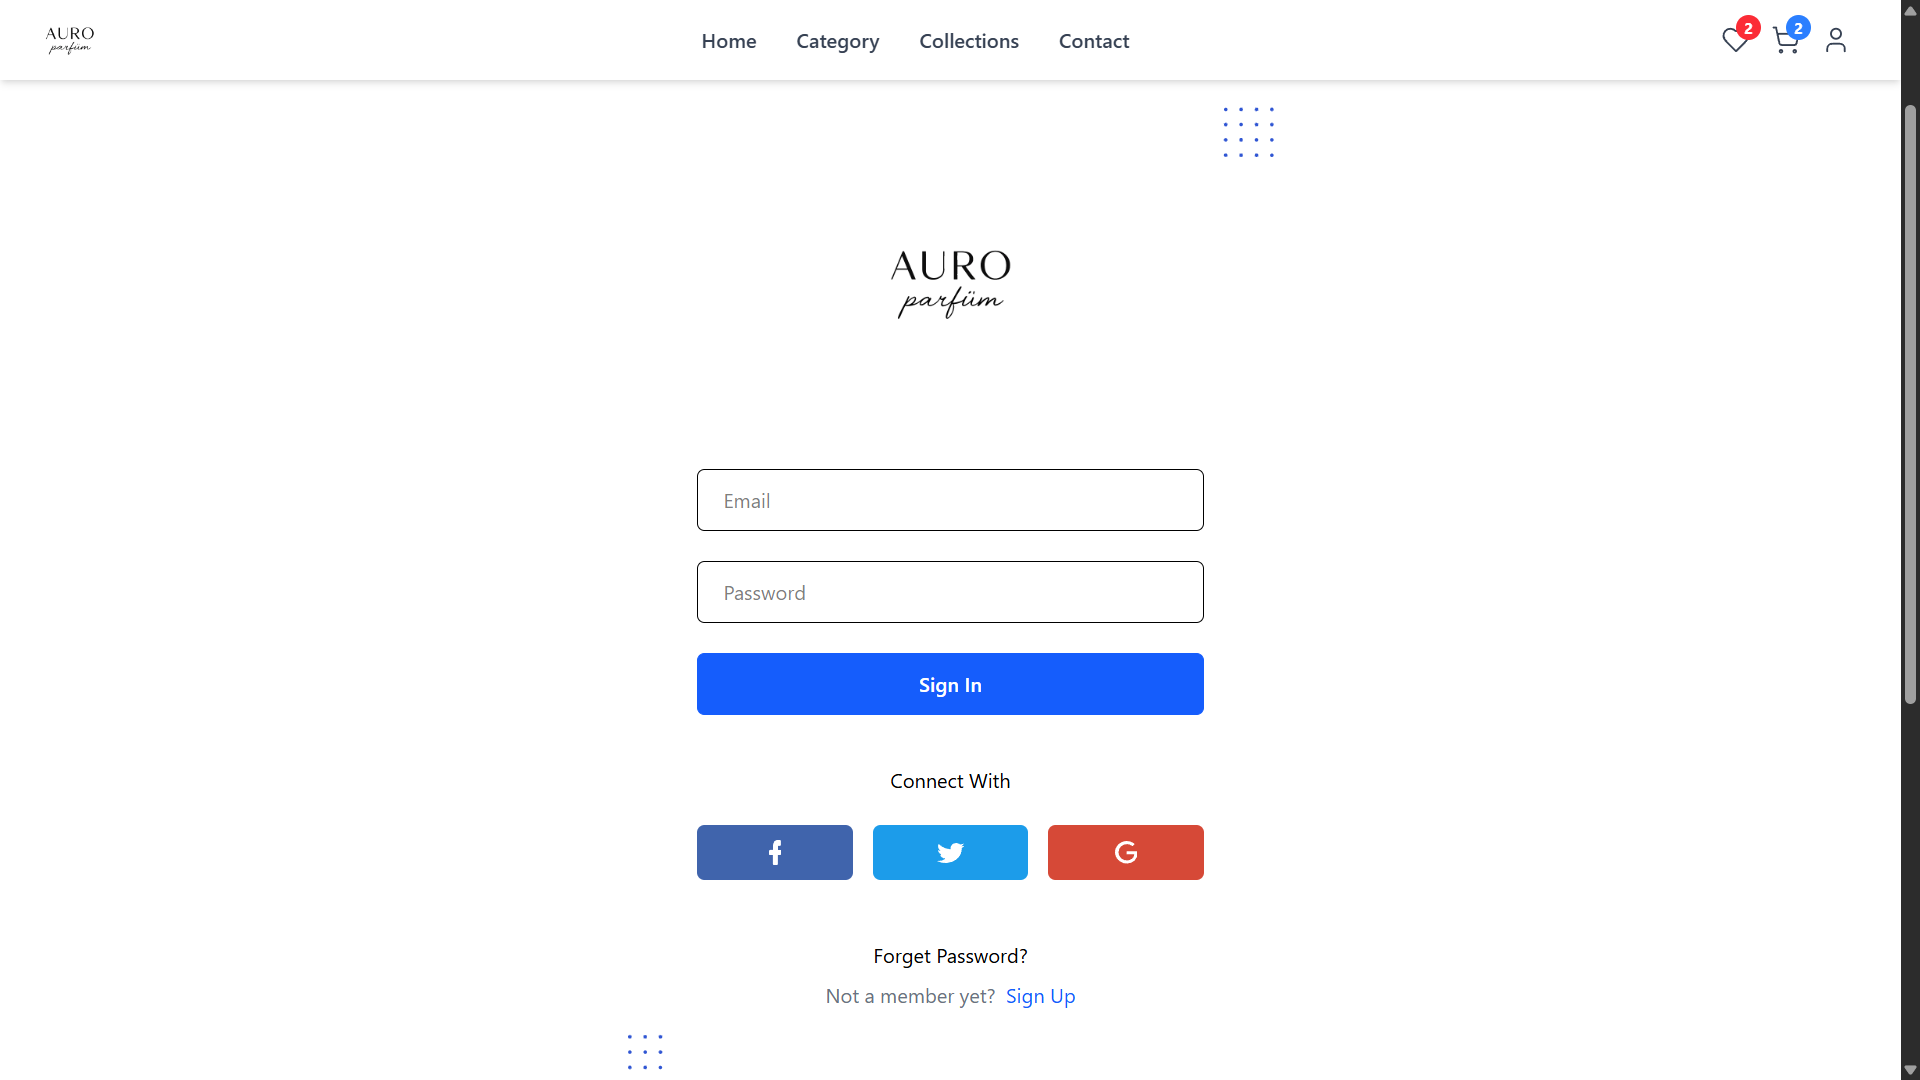 AURO
parfüm
Home
Category
Collections
Contact
2
2
AURO
parfüm
Email
Password
Sign In
Connect With
Forget Password?
Not a member yet? Sign Up